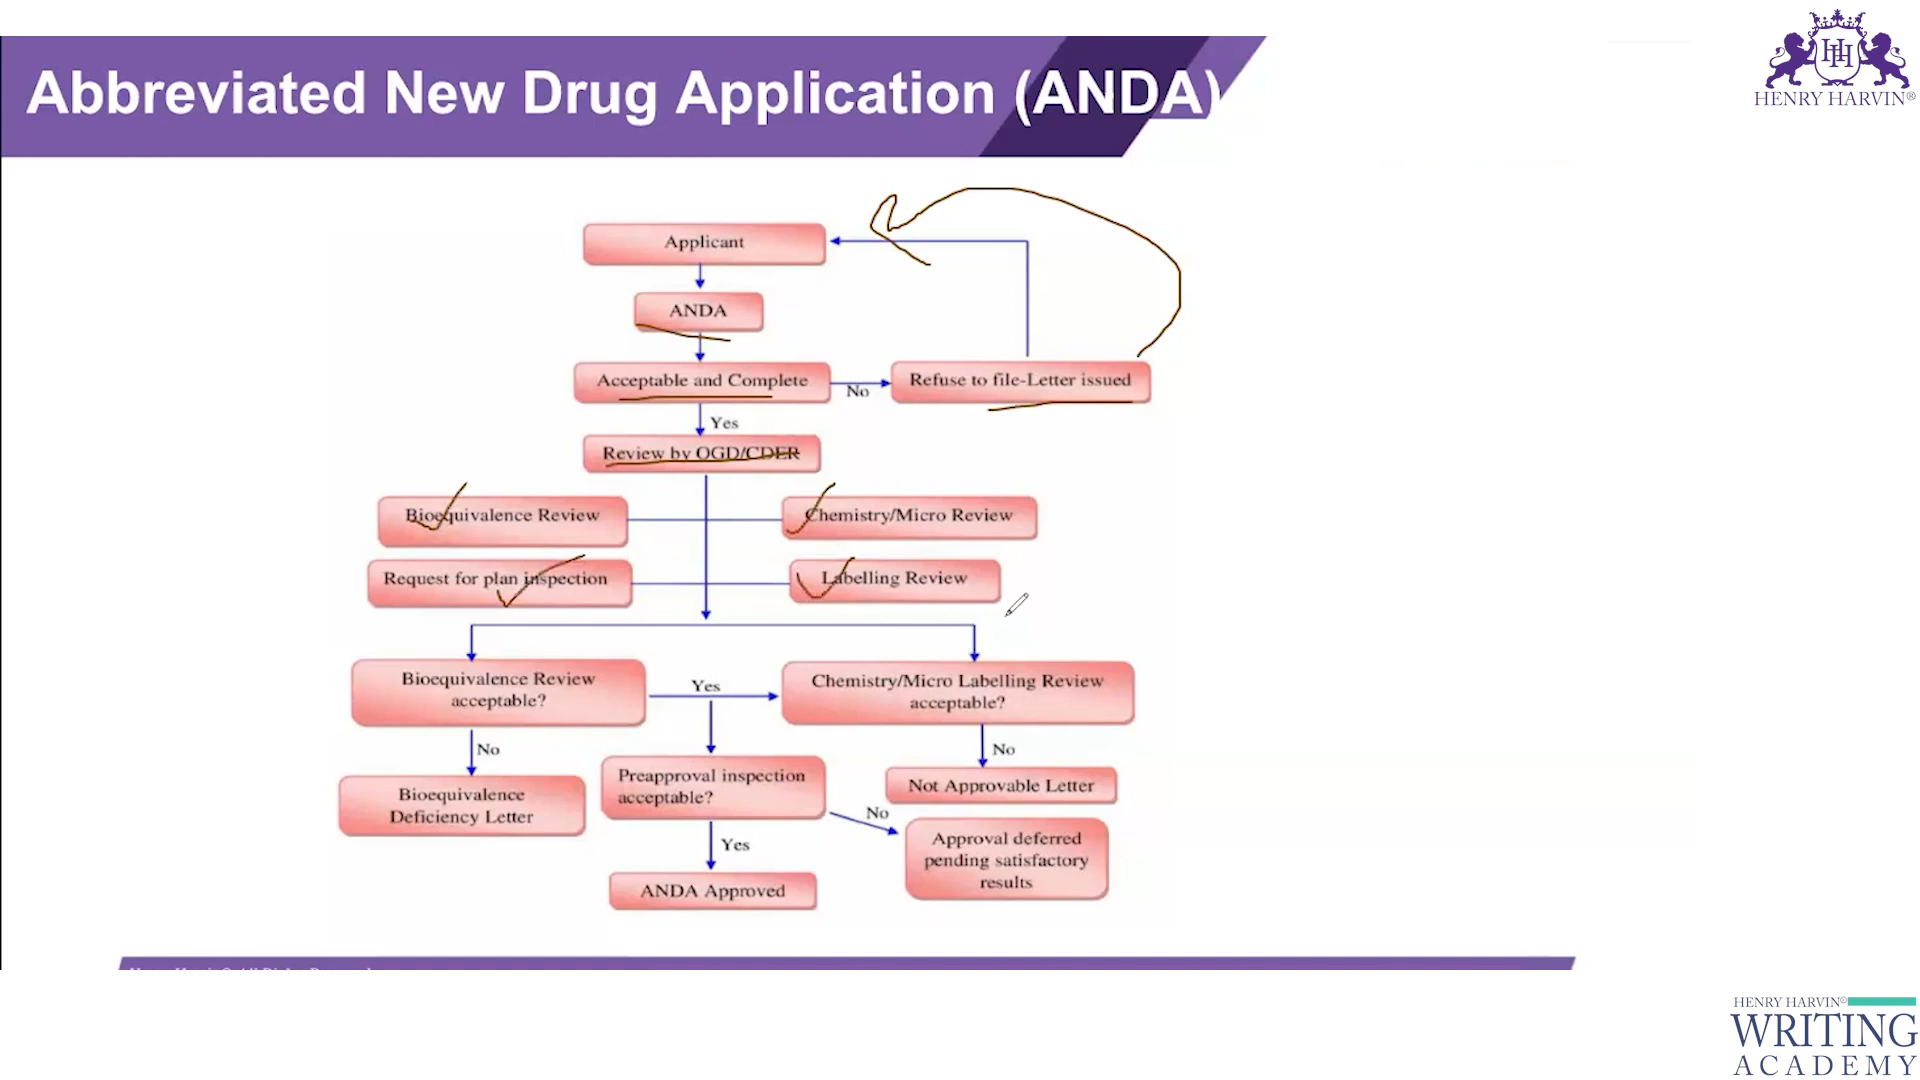 Abbreviated New Drug Application (ANDA)
HENRY HARVIN®
Applicant
ANDA
Acceptable and Complete
No
Refuse to file-Letter issued
Yes
Review by OGD/CDER
Bioequivalence Review
Chemistry/Micro Review
Request for plan inspection
Labelling Review
Bioequivalence Review
acceptable?
Yes
Chemistry/Micro Labelling Review
acceptable?
No
No
Bioequivalence
Deficiency Letter
Preapproval inspection
acceptable?
Not Approvable Letter
No
Approval deferred
pending satisfactory
results
Yes
ANDA Approved
HENRY HARVIN©
WRITING
ACADEMY